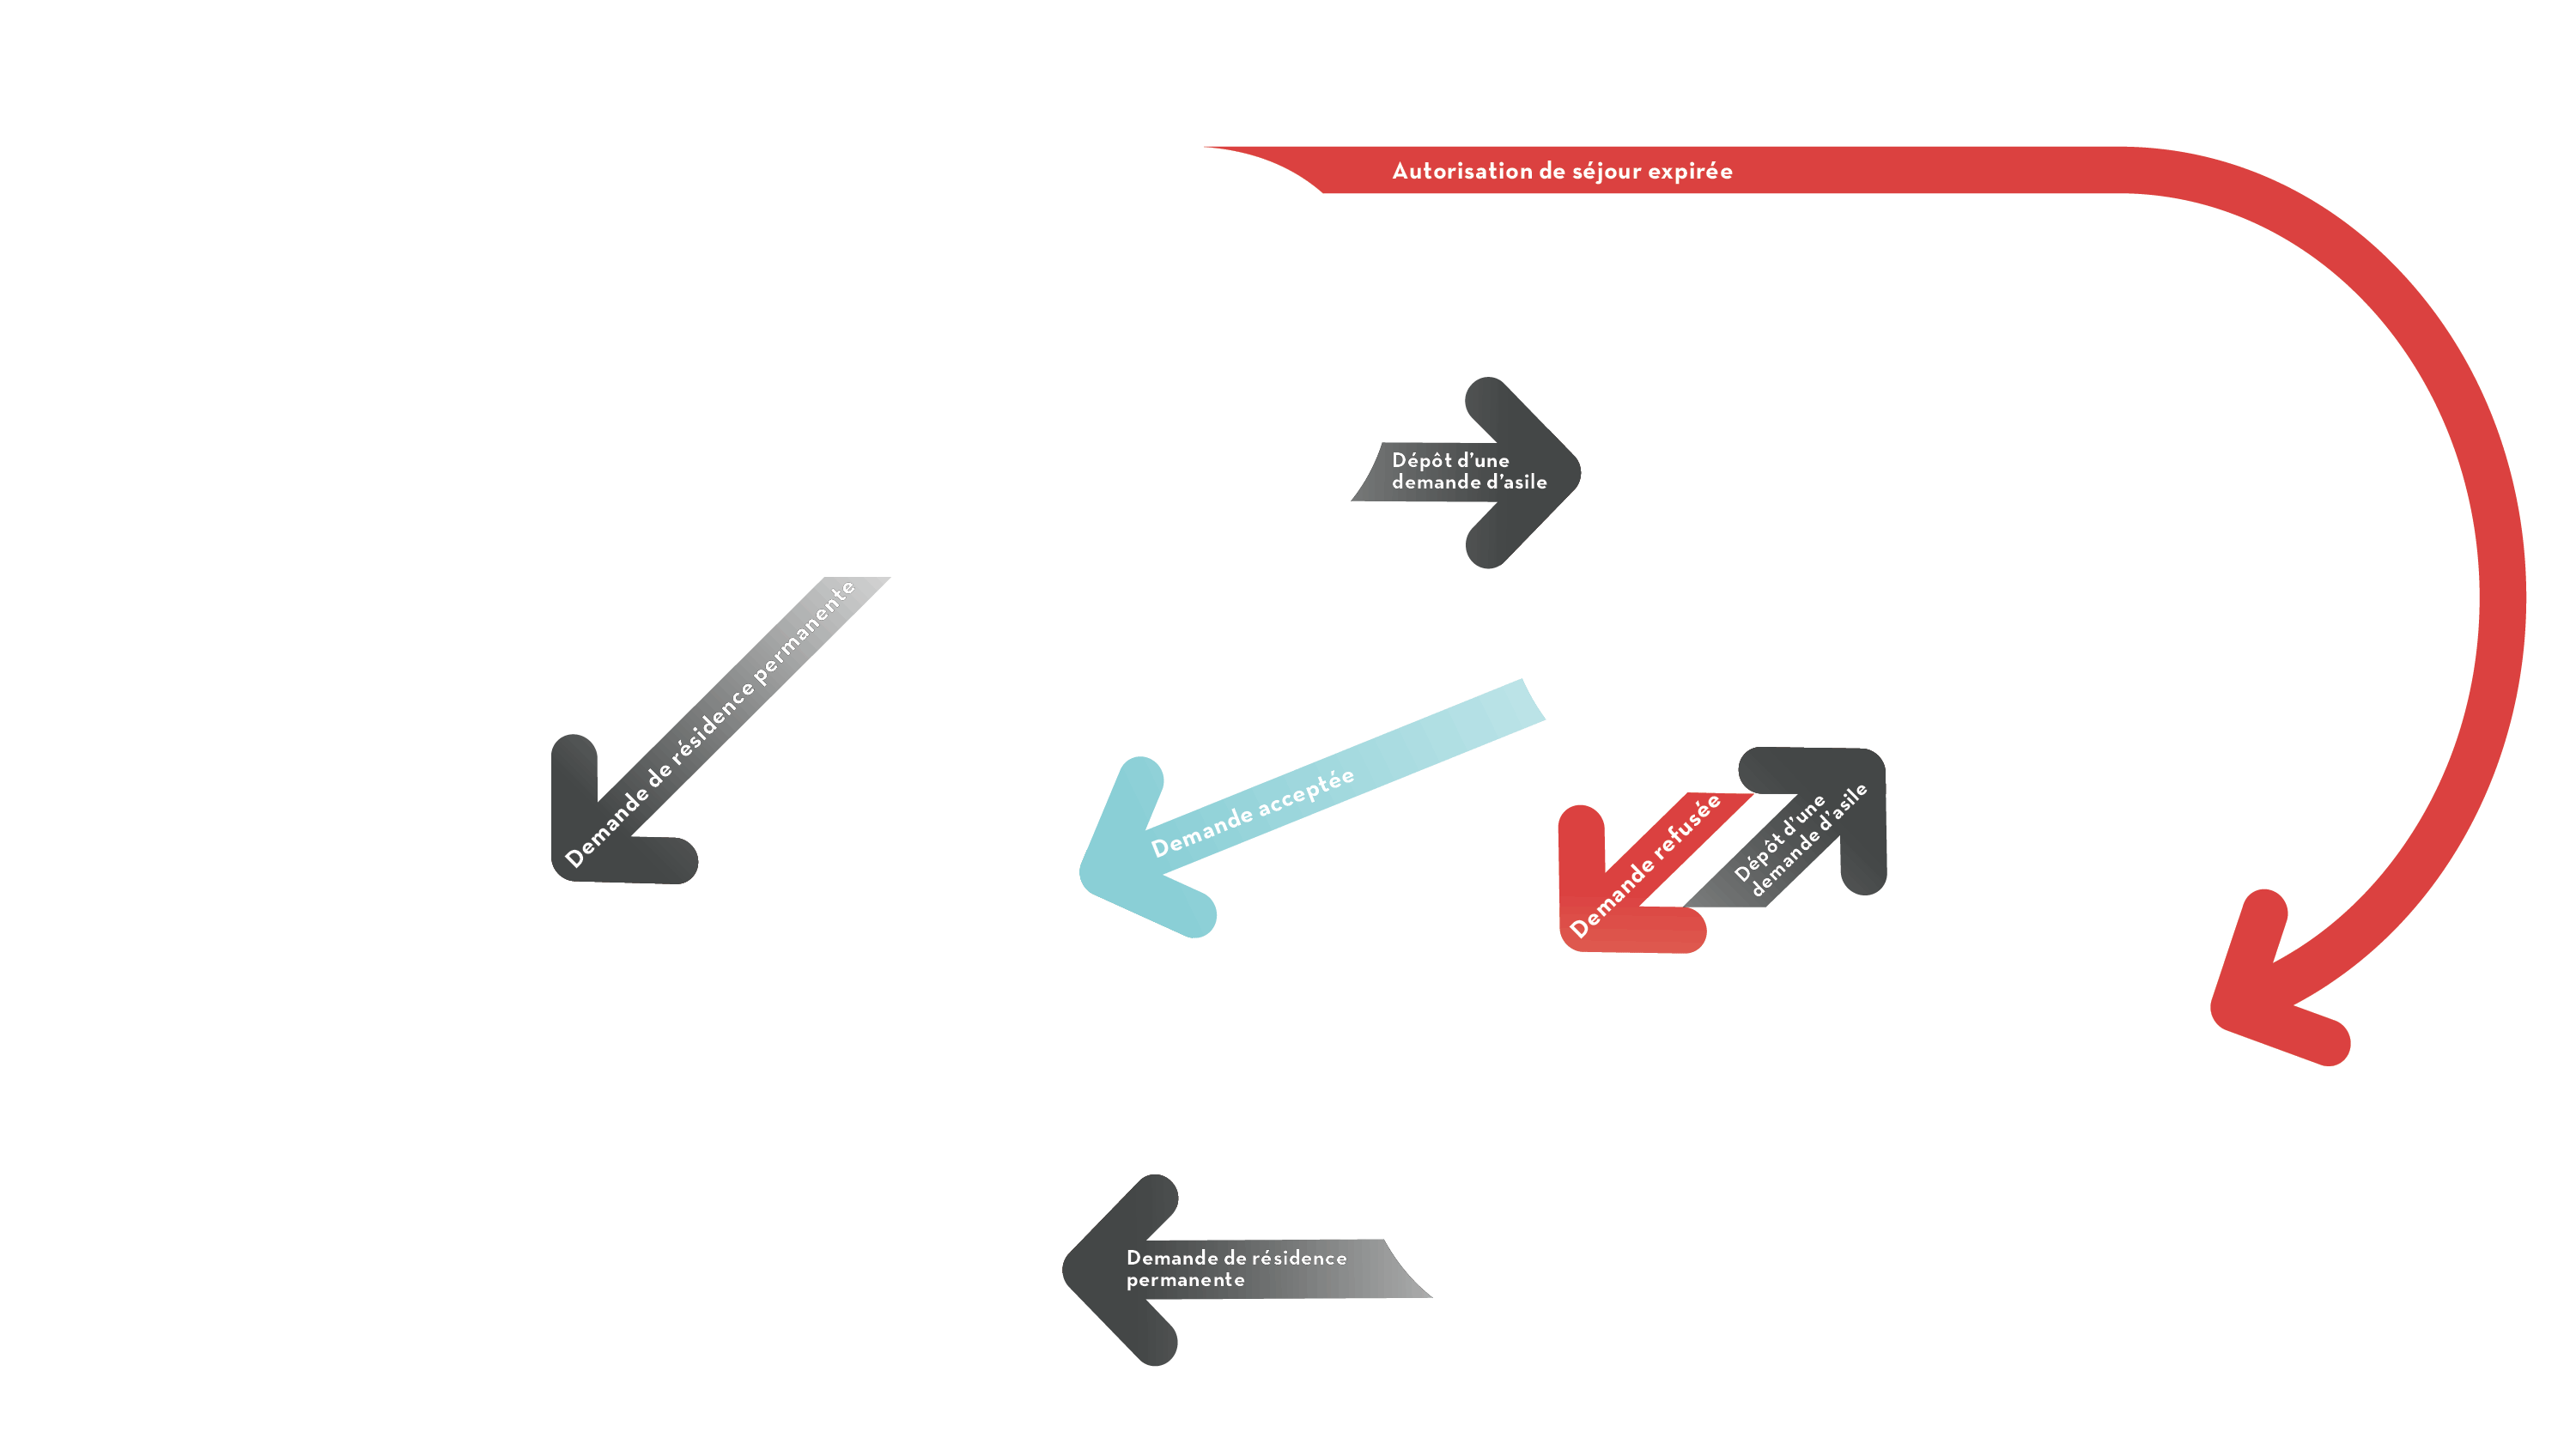 Autorisation de séjour expirée
Dépôt d’une
demande d’asile
Demande de résidence permanente
Demande acceptée
Demande refusée
Dépôt d’une
demande d’asile
Demande de résidence
permanente